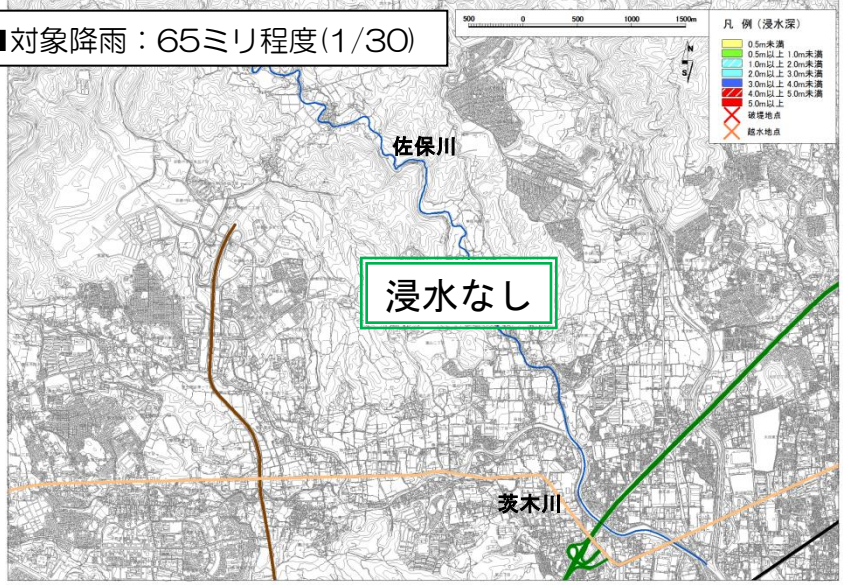 ■対象降雨：65ミリ程度(1/30)
500 0 500 1000 1500m
N
S
凡 例（浸水深）
0.5m未満
0.5m以上 1.0m未満
1.0m以上 2.0m未満
2.0m以上 3.0m未満
3.0m以上 4.0m未満
4.0m以上 5.0m未満
5.0m以上
破堤地点
越水地点
佐保川
浸水なし
茨木川